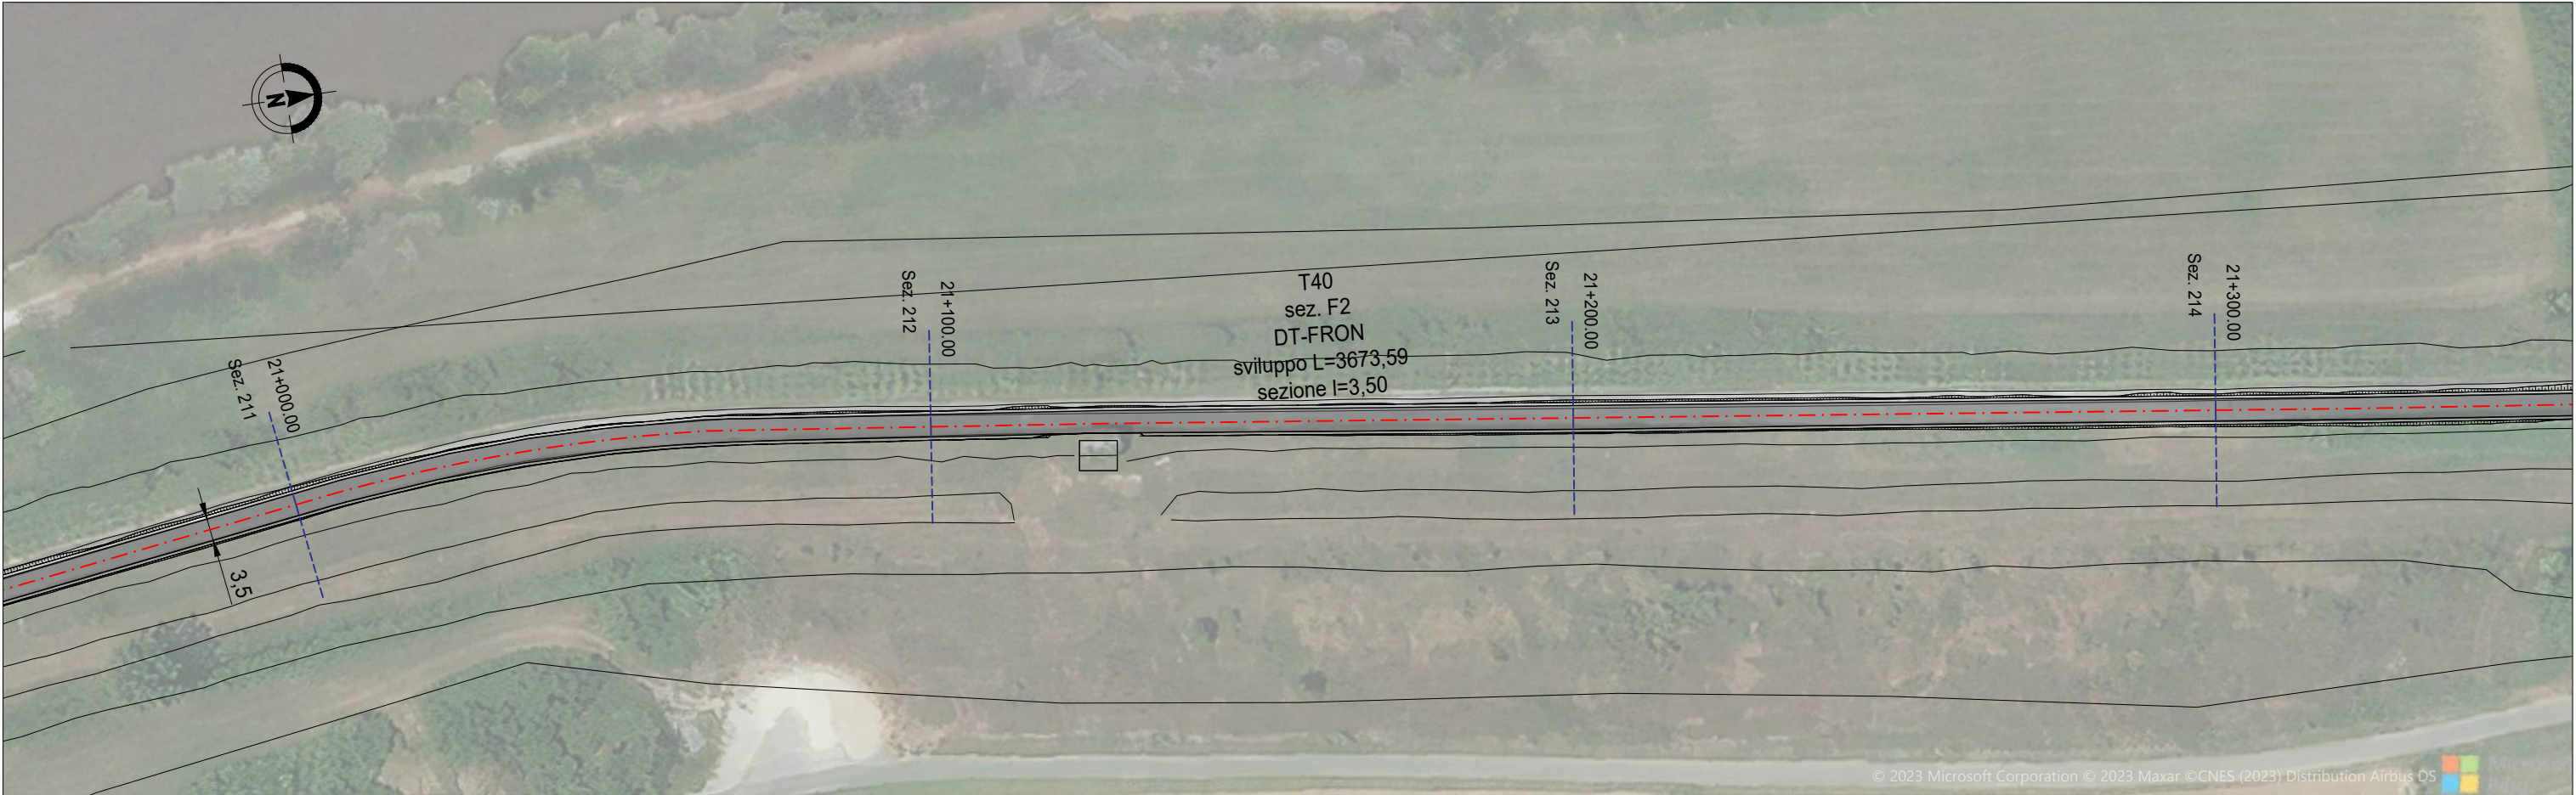 N
Sez. 211
21+000.00
3,5
Sez. 212
21+100.00
T40
sez. F2
DT-FRON
sviluppo L=3673,59
sezione l=3,50
Sez. 213
21+200.00
Sez. 214
21+300.00
© 2023 Microsoft Corporation © 2023 Maxar ©CNES (2023) Distribution Airbus DS